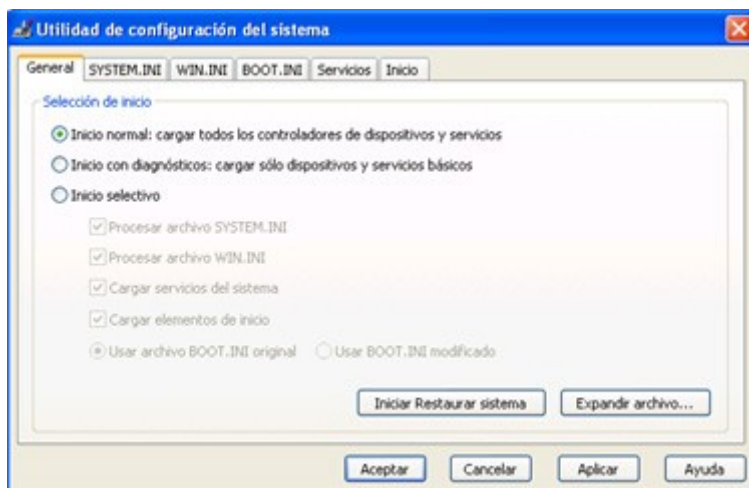 Utilidad de configuración del sistema
General SYSTEM.INI WIN.INI BOOT.INI Servicios Inicio
Selección de inicio
Inicio normal: cargar todos los controladores de dispositivos y servicios
Inicio con diagnósticos: cargar sólo dispositivos y servicios básicos
Inicio selectivo
Procesar archivo SYSTEM.INI
Procesar archivo WIN.INI
Cargar servicios del sistema
Cargar elementos de inicio
Usar archivo BOOT.INI original Usar BOOT.INI modificado
Iniciar Restaurar sistema Expandir archivo...
Aceptar Cancelar Aplicar Ayuda